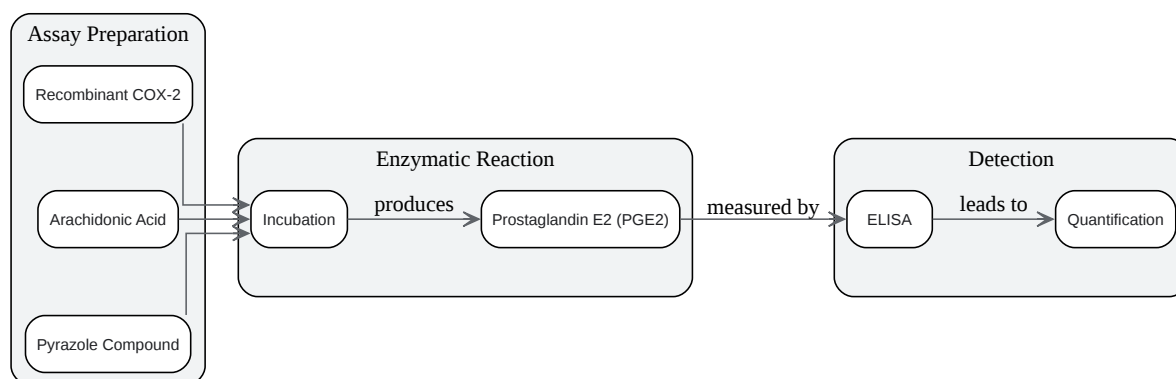 Assay Preparation
Recombinant COX-2
Arachidonic Acid
Pyrazole Compound
Enzymatic Reaction
Incubation
produces
Prostaglandin E2 (PGE2)
measured by
Detection
ELISA
leads to
Quantification